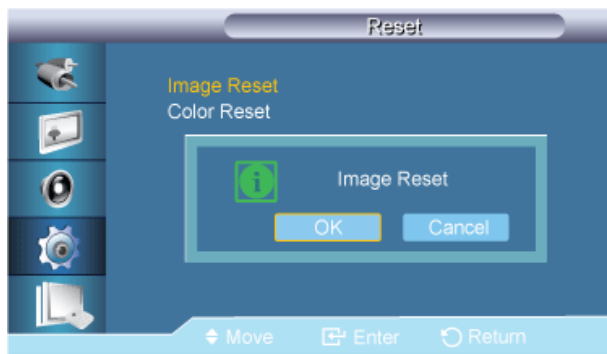 Reset
Image Reset
Color Reset
Image Reset
OK Cancel
Move Enter Return